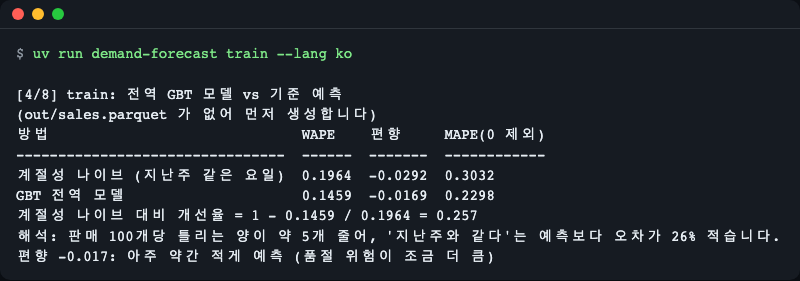 $ uv run demand-forecast train --lang ko
[4/8] train: 전역 GBT 모델 vs 기준 예측
(out/sales.parquet 가 없어 먼저 생성합니다)
방법 WAPE 편향 MAPE(0 제외)
-------------------------------- ------ ------- ------------
계절성 나이브 (지난주 같은 요일) 0.1964 -0.0292 0.3032
GBT 전역 모델 0.1459 -0.0169 0.2298
계절성 나이브 대비 개선율 = 1 - 0.1459 / 0.1964 = 0.257
해석: 판매 100개당 틀리는 양이 약 5개 줄어, '지난주와 같다'는 예측보다 오차가 26% 적습니다.
편향 -0.017: 아주 약간 적게 예측 (품절 위험이 조금 더 큼)